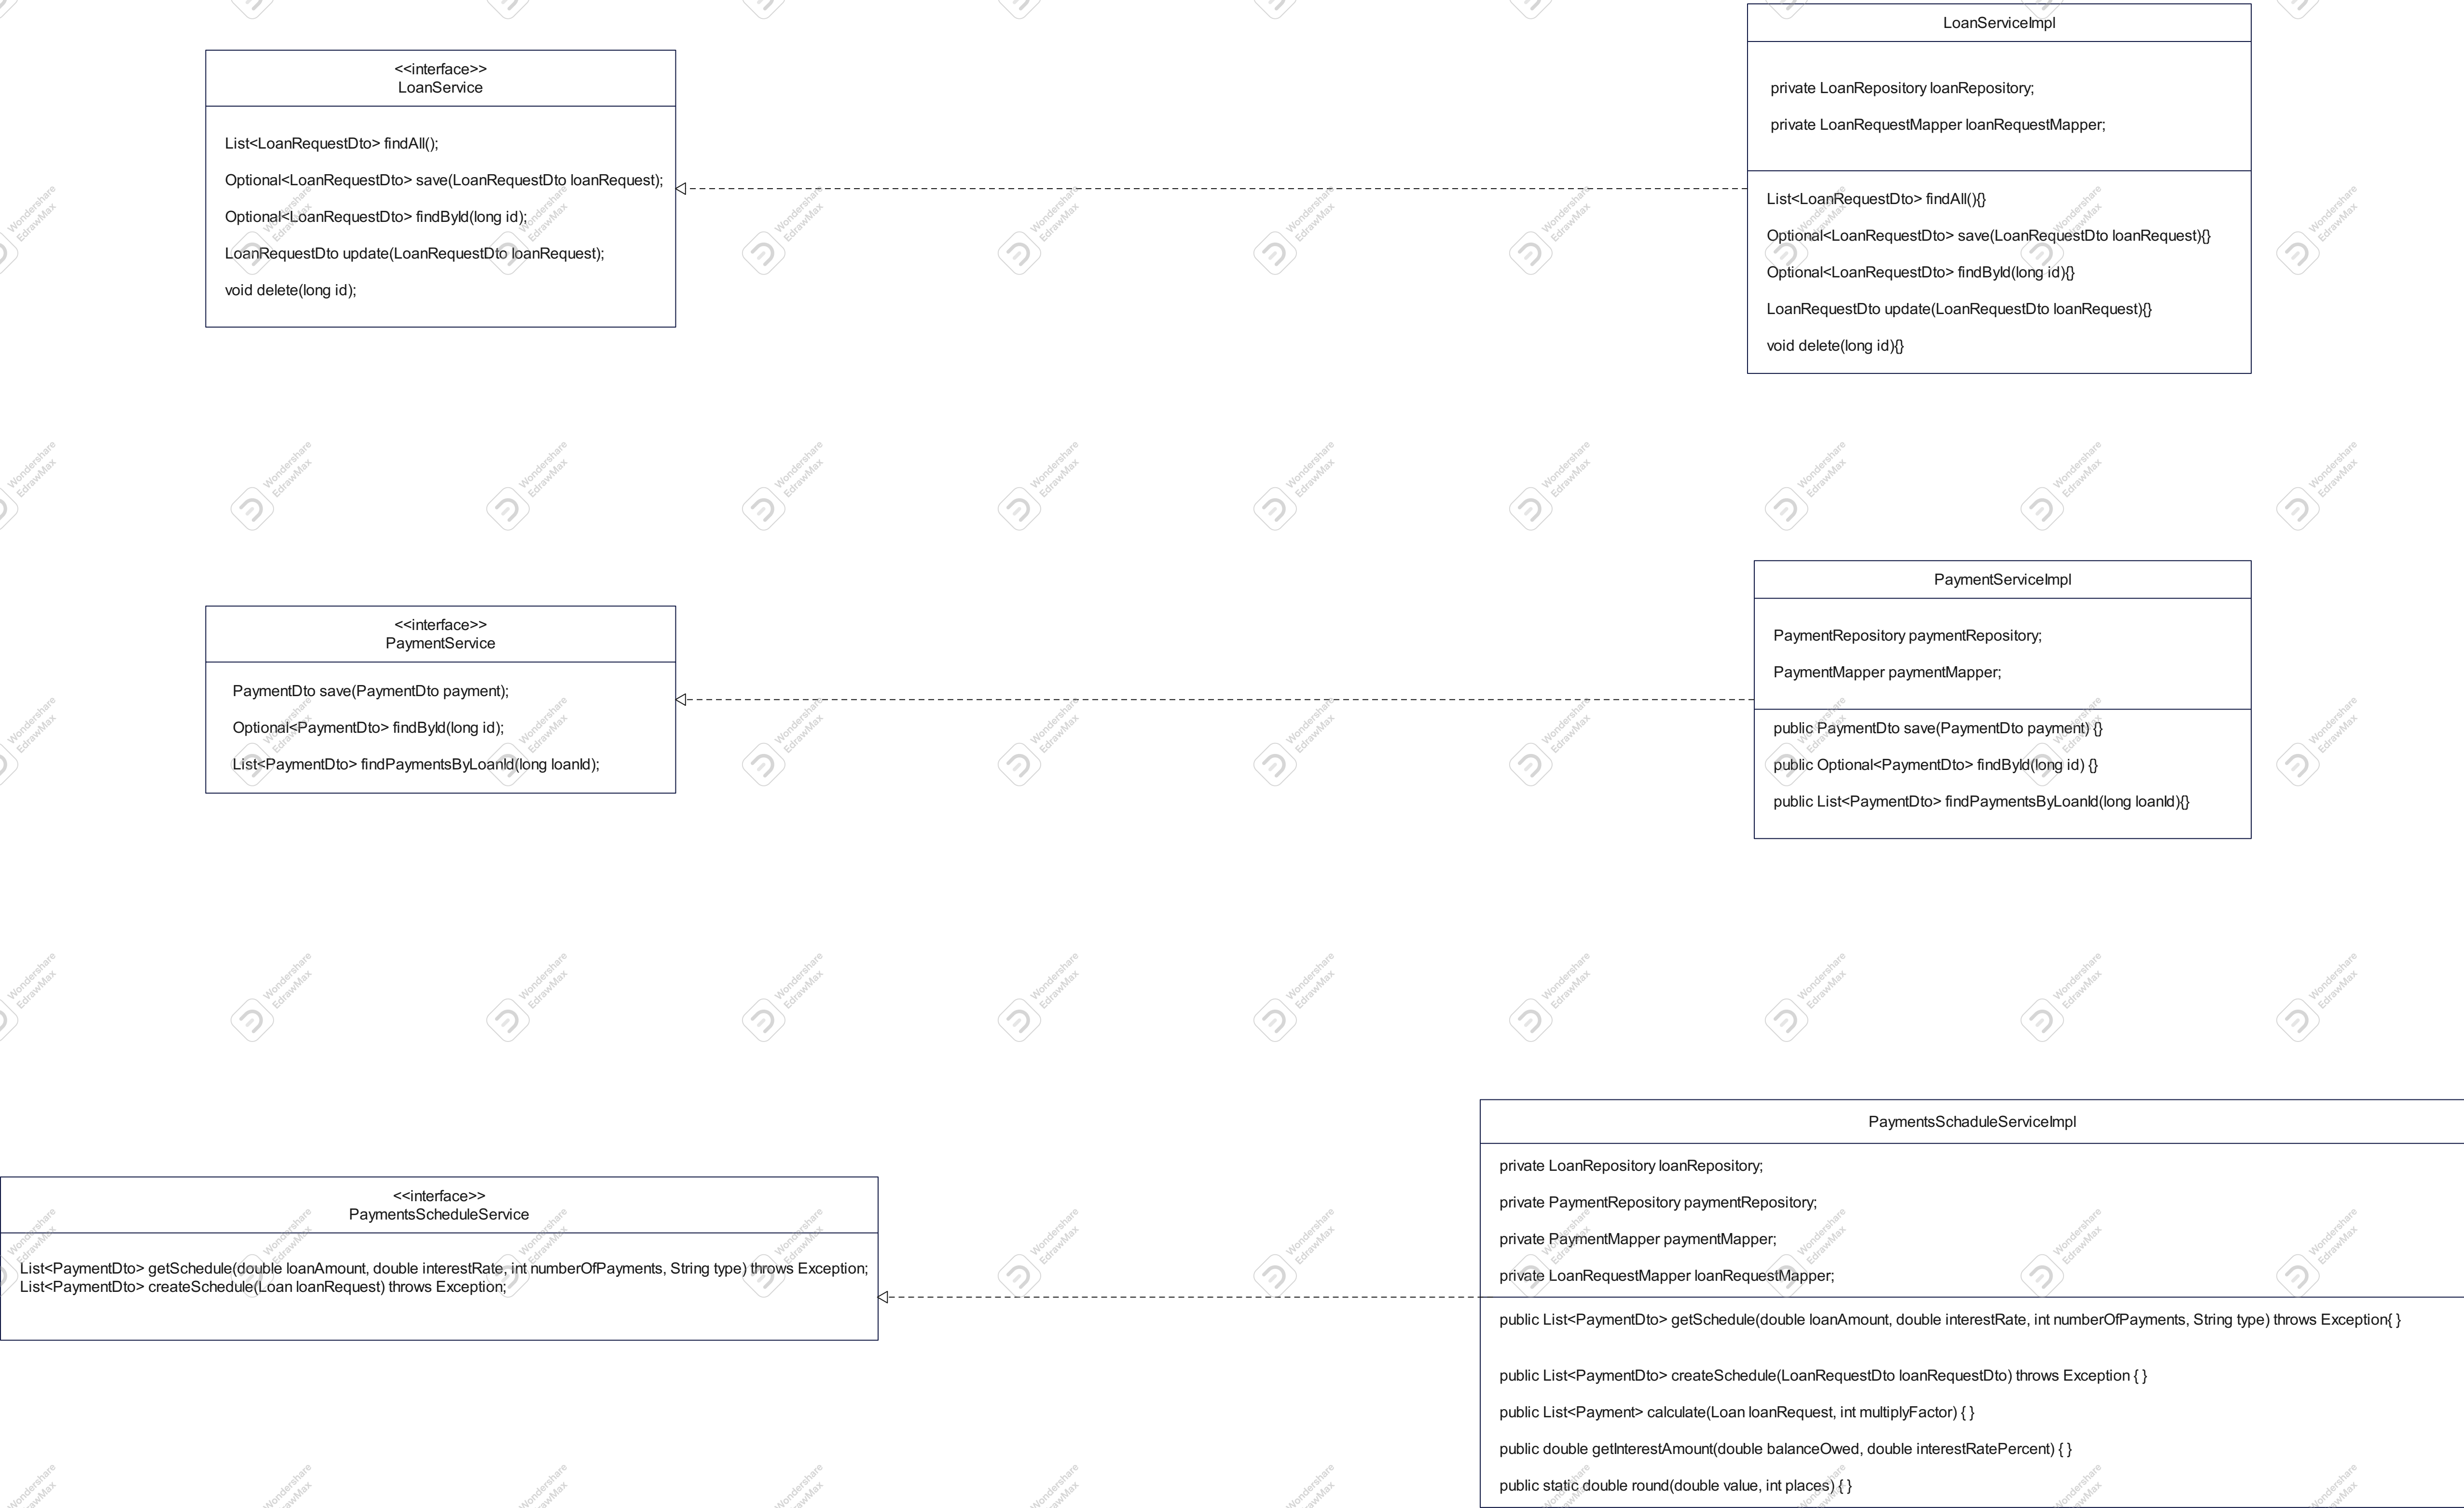 LoanServiceImpl
private LoanRepository loanRepository;
private LoanRequestMapper loanRequestMapper;
List<LoanRequestDto> findAll(){}
Optional<LoanRequestDto> save(LoanRequestDto loanRequest){}
Optional<LoanRequestDto> findById(long id){}
LoanRequestDto update(LoanRequestDto loanRequest){}
void delete(long id){}
<<interface>>
LoanService
List<LoanRequestDto> findAll();
Optional<LoanRequestDto> save(LoanRequestDto loanRequest);
Optional<LoanRequestDto> findById(long id);
LoanRequestDto update(LoanRequestDto loanRequest);
void delete(long id);
PaymentServiceImpl
PaymentRepository paymentRepository;
PaymentMapper paymentMapper;
public PaymentDto save(PaymentDto payment) {}
public Optional<PaymentDto> findById(long id) {}
public List<PaymentDto> findPaymentsByLoanId(long loanId){}
<<interface>>
PaymentService
PaymentDto save(PaymentDto payment);
Optional<PaymentDto> findById(long id);
List<PaymentDto> findPaymentsByLoanId(long loanId);
PaymentsSchaduleServiceImpl
private LoanRepository loanRepository;
private PaymentRepository paymentRepository;
private PaymentMapper paymentMapper;
private LoanRequestMapper loanRequestMapper;
public List<PaymentDto> getSchedule(double loanAmount, double interestRate, int numberOfPayments, String type) throws Exception{ }
public List<PaymentDto> createSchedule(LoanRequestDto loanRequestDto) throws Exception { }
public List<Payment> calculate(Loan loanRequest, int multiplyFactor) { }
public double getInterestAmount(double balanceOwed, double interestRatePercent) { }
public static double round(double value, int places) { }
<<interface>>
PaymentsScheduleService
List<PaymentDto> getSchedule(double loanAmount, double interestRate, int numberOfPayments, String type) throws Exception;
List<PaymentDto> createSchedule(Loan loanRequest) throws Exception;
Wondershare
EdrawMax